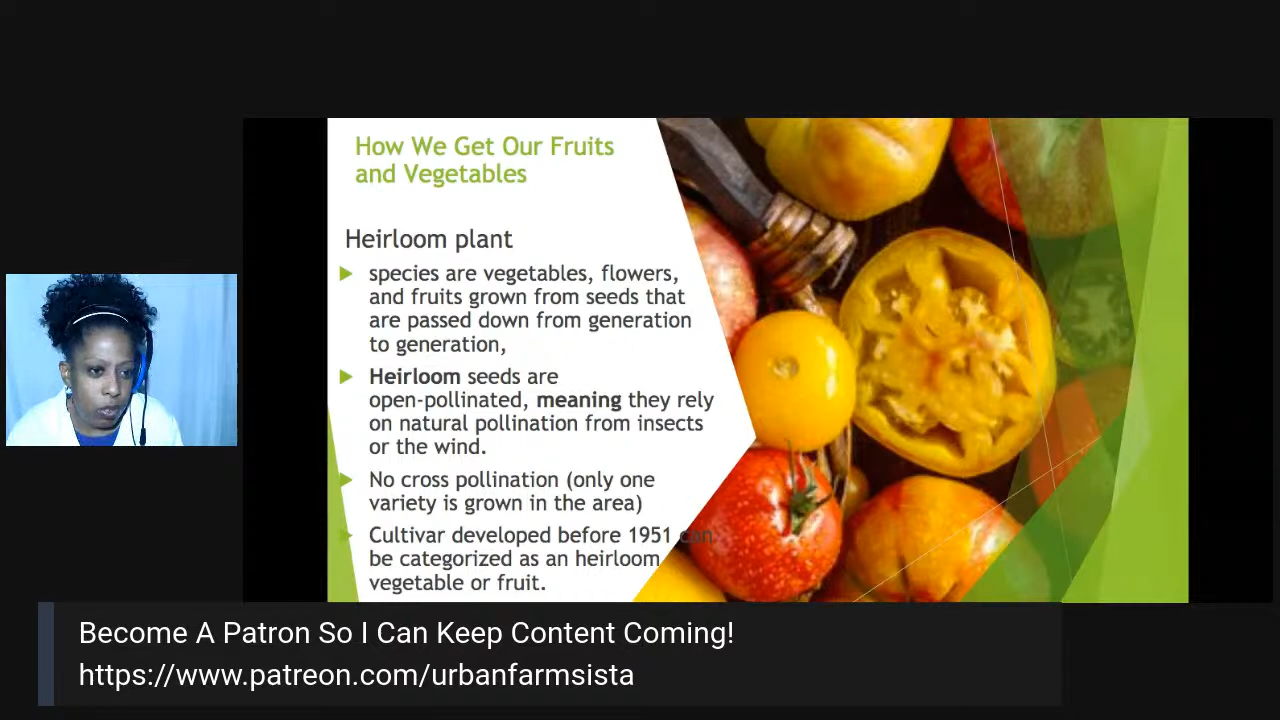 How We Get Our Fruits
and Vegetables
Heirloom plant
species are vegetables, flowers,
and fruits grown from seeds that
are passed down from generation
to generation,
Heirloom seeds are
open-pollinated, meaning they rely
on natural pollination from insects
or the wind.
No cross pollination (only one
variety is grown in the area)
Cultivar developed before 1951 can
be categorized as an heirloom
vegetable or fruit.
Become A Patron So I Can Keep Content Coming!
https://www.patreon.com/urbanfarmsista